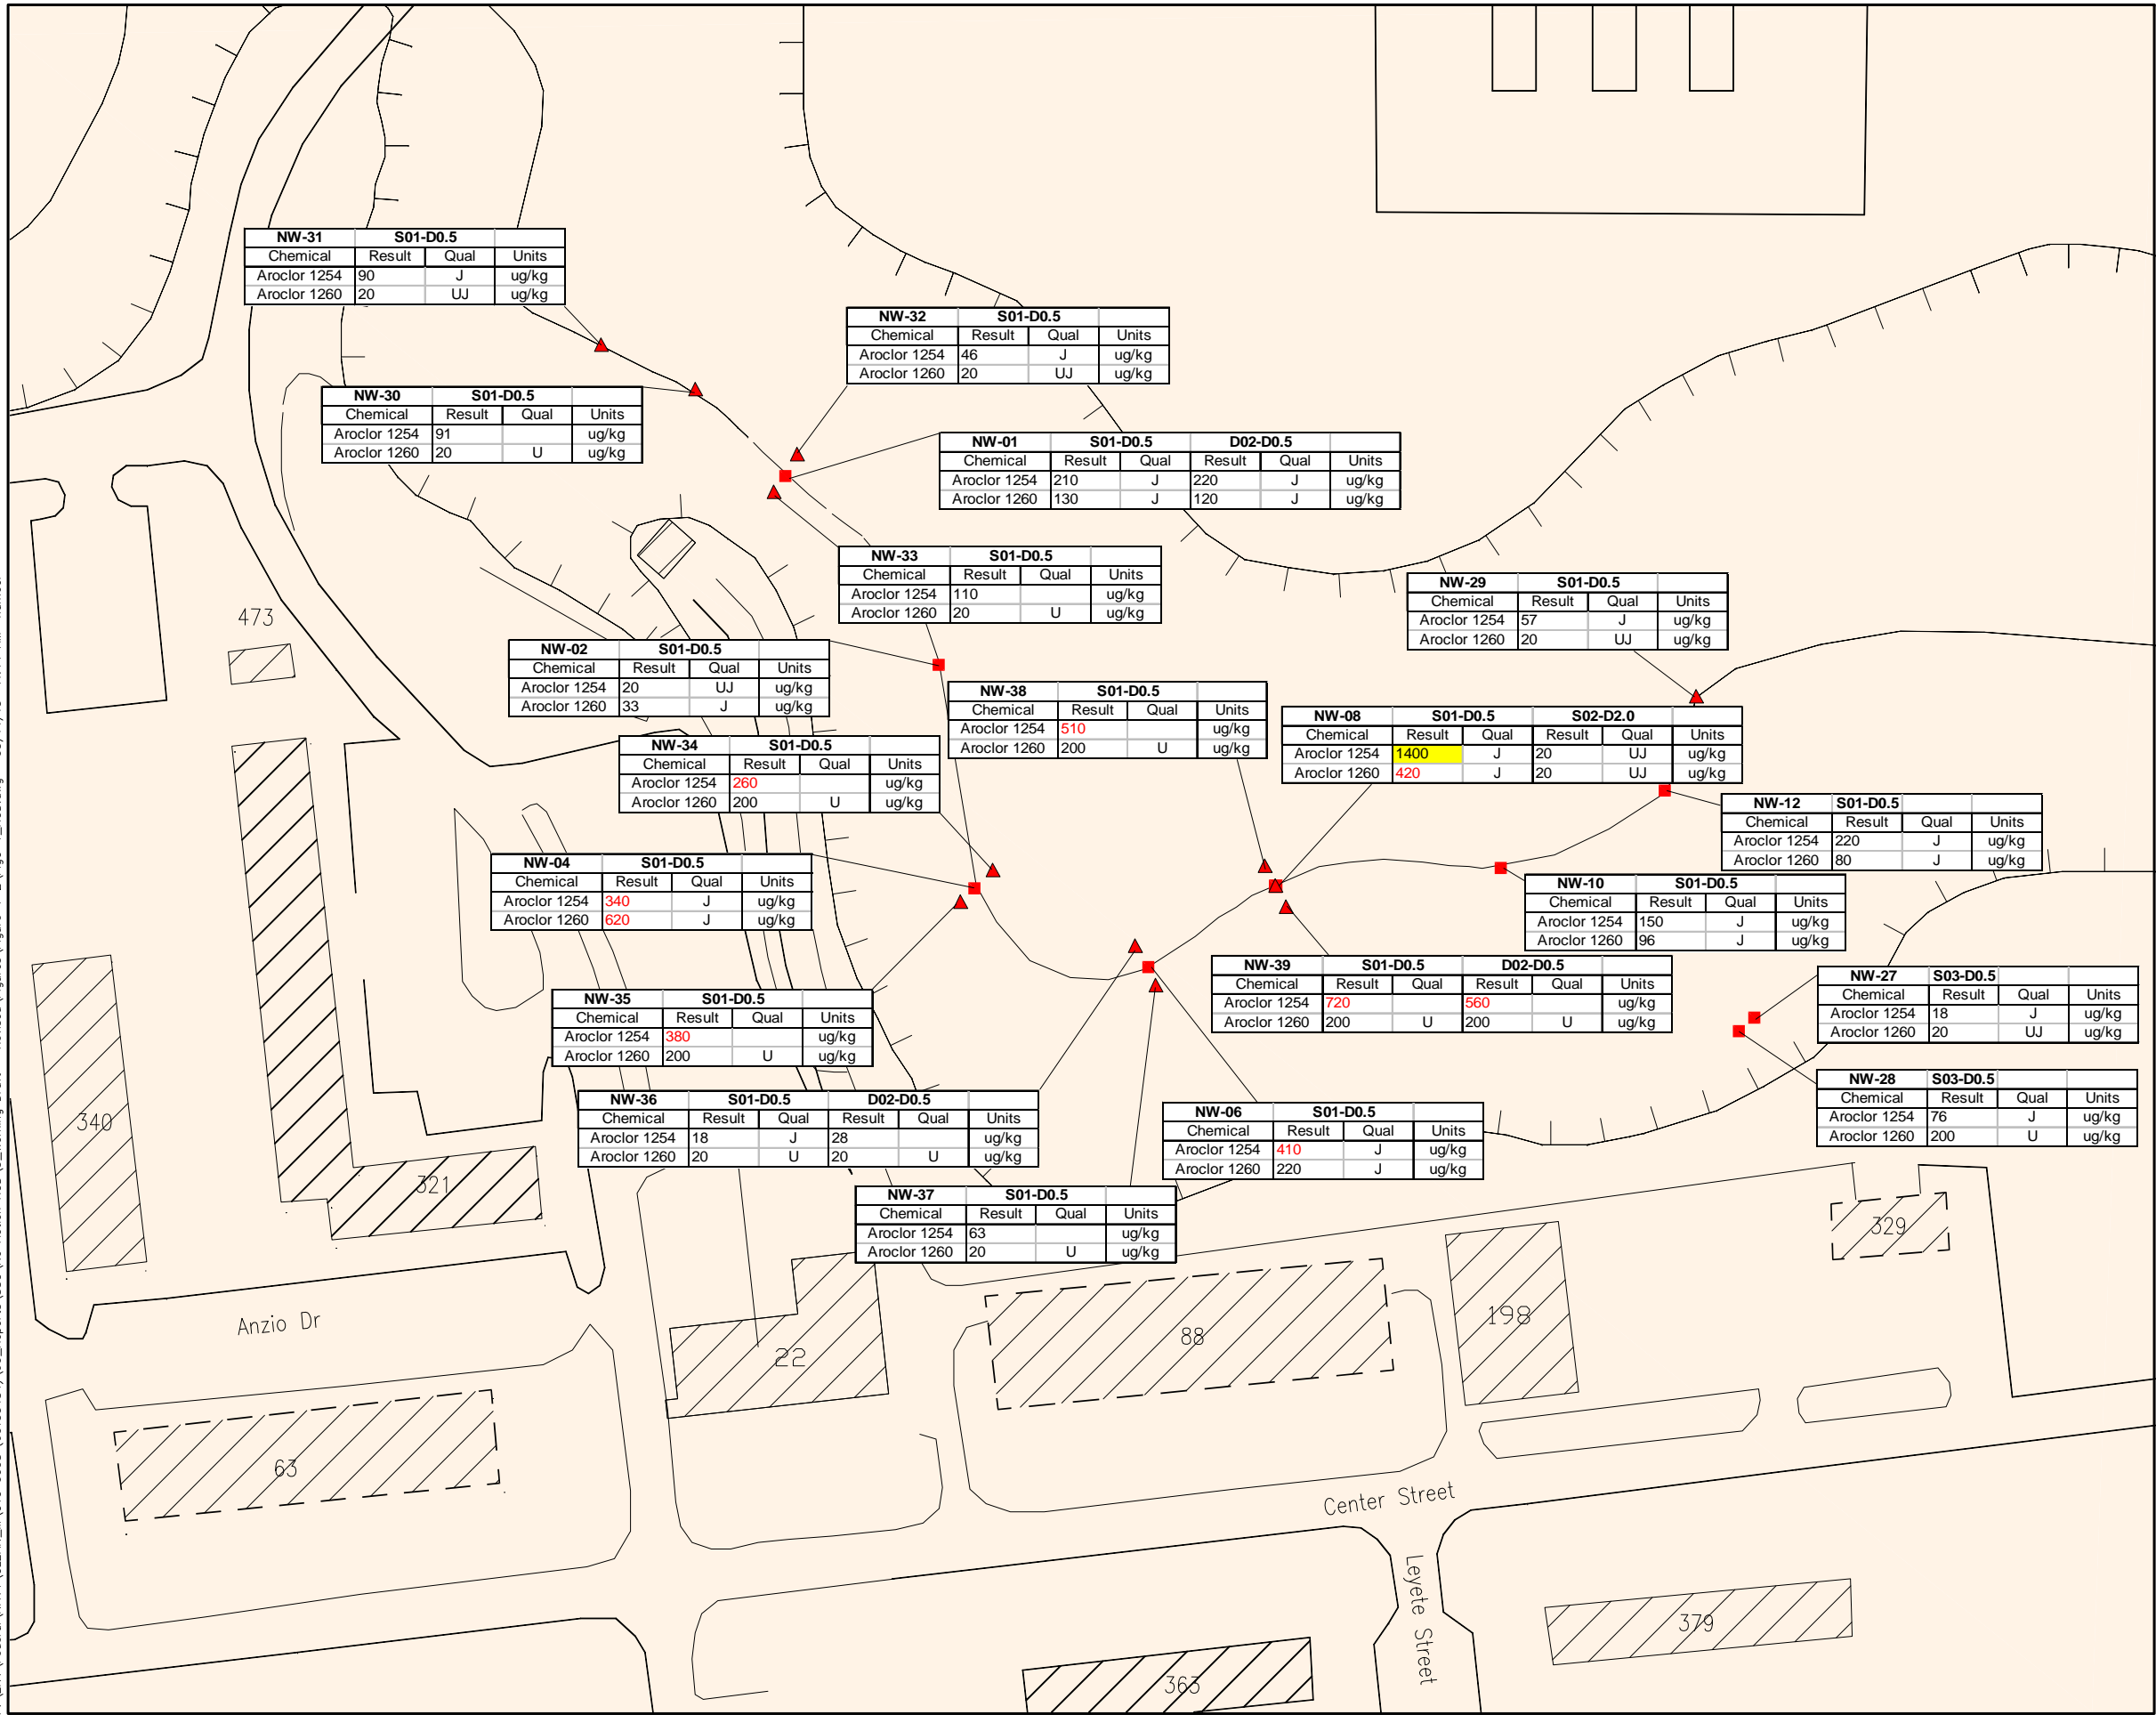 NW-31 S01-D0.5
Chemical Result Qual Units
Aroclor 1254 90 J ug/kg
Aroclor 1260 20 UJ ug/kg
NW-32 S01-D0.5
Chemical Result Qual Units
Aroclor 1254 46 J ug/kg
Aroclor 1260 20 UJ ug/kg
NW-30 S01-D0.5
Chemical Result Qual Units
Aroclor 1254 91 ug/kg
Aroclor 1260 20 U ug/kg
NW-01 S01-D0.5 D02-D0.5
Chemical Result Qual Result Qual Units
Aroclor 1254 210 J 220 J ug/kg
Aroclor 1260 130 J 120 J ug/kg
NW-33 S01-D0.5
Chemical Result Qual Units
Aroclor 1254 110 ug/kg
Aroclor 1260 20 U ug/kg
NW-29 S01-D0.5
Chemical Result Qual Units
Aroclor 1254 57 J ug/kg
Aroclor 1260 20 UJ ug/kg
473
NW-02 S01-D0.5
Chemical Result Qual Units
Aroclor 1254 20 UJ ug/kg
Aroclor 1260 33 J ug/kg
NW-38 S01-D0.5
Chemical Result Qual Units
Aroclor 1254 510 ug/kg
Aroclor 1260 200 U ug/kg
NW-08 S01-D0.5 S02-D2.0
Chemical Result Qual Result Qual Units
Aroclor 1254 1400 J 20 UJ ug/kg
Aroclor 1260 420 J 20 UJ ug/kg
NW-34 S01-D0.5
Chemical Result Qual Units
Aroclor 1254 260 ug/kg
Aroclor 1260 200 U ug/kg
NW-12 S01-D0.5
Chemical Result Qual Units
Aroclor 1254 220 J ug/kg
Aroclor 1260 80 J ug/kg
NW-04 S01-D0.5
Chemical Result Qual Units
Aroclor 1254 340 J ug/kg
Aroclor 1260 620 J ug/kg
NW-10 S01-D0.5
Chemical Result Qual Units
Aroclor 1254 150 J ug/kg
Aroclor 1260 96 J ug/kg
NW-39 S01-D0.5 D02-D0.5
Chemical Result Qual Result Qual Units
Aroclor 1254 720 560 ug/kg
Aroclor 1260 200 U 200 U ug/kg
NW-27 S03-D0.5
Chemical Result Qual Units
Aroclor 1254 18 J ug/kg
Aroclor 1260 20 UJ ug/kg
NW-35 S01-D0.5
Chemical Result Qual Units
Aroclor 1254 380 ug/kg
Aroclor 1260 200 U ug/kg
NW-28 S03-D0.5
Chemical Result Qual Units
Aroclor 1254 76 J ug/kg
Aroclor 1260 200 U ug/kg
NW-36 S01-D0.5 D02-D0.5
Chemical Result Qual Result Qual Units
Aroclor 1254 18 J 28 ug/kg
Aroclor 1260 20 U 20 U ug/kg
NW-06 S01-D0.5
Chemical Result Qual Units
Aroclor 1254 410 J ug/kg
Aroclor 1260 220 J ug/kg
340
321
NW-37 S01-D0.5
Chemical Result Qual Units
Aroclor 1254 63 ug/kg
Aroclor 1260 20 U ug/kg
329
Anzio Dr
22
88
198
63
Center Street
Leyete Street
379
363